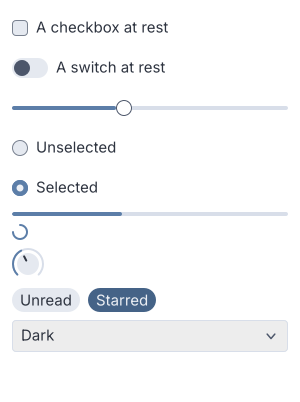 A checkbox at rest
A switch at rest
Unselected
Selected
Unread Starred
Dark